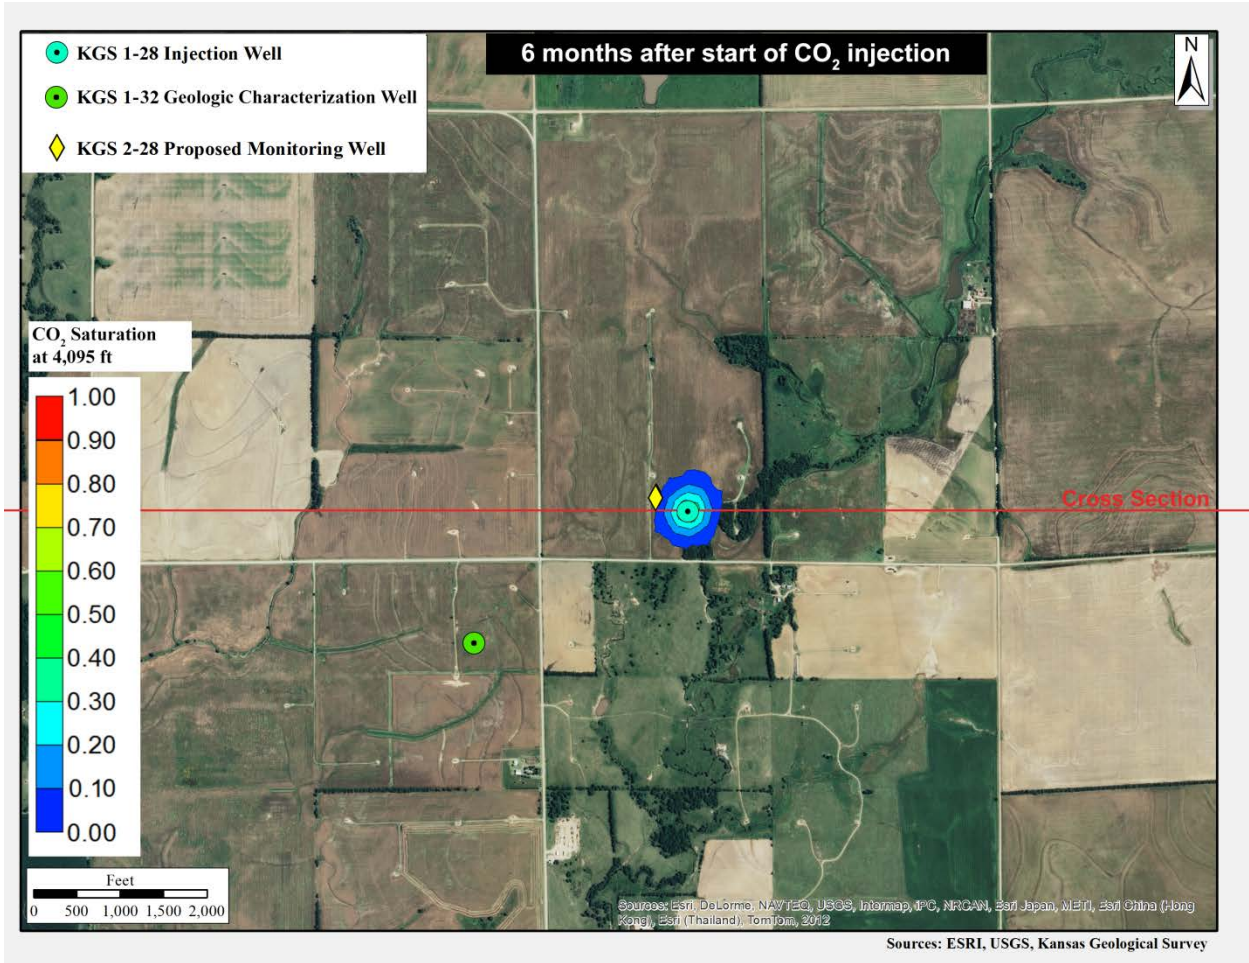 KGS 1-28 Injection Well
KGS 1-32 Geologic Characterization Well
KGS 2-28 Proposed Monitoring Well
6 months after start of CO₂ injection
N
CO₂ Saturation
at 4,095 ft
1.00
0.90
0.80
0.70
0.60
0.50
0.40
0.30
0.20
0.10
0.00
Cross Section
Feet
0 500 1,000 1,500 2,000
Sources: Esri, DeLorme, NAVTEQ, USGS, Intermap, iPC, NRCAN, Esri Japan, METI, Esri China (Hong
Kong), Esri (Thailand), TomTom, 2012
Sources: ESRI, USGS, Kansas Geological Survey